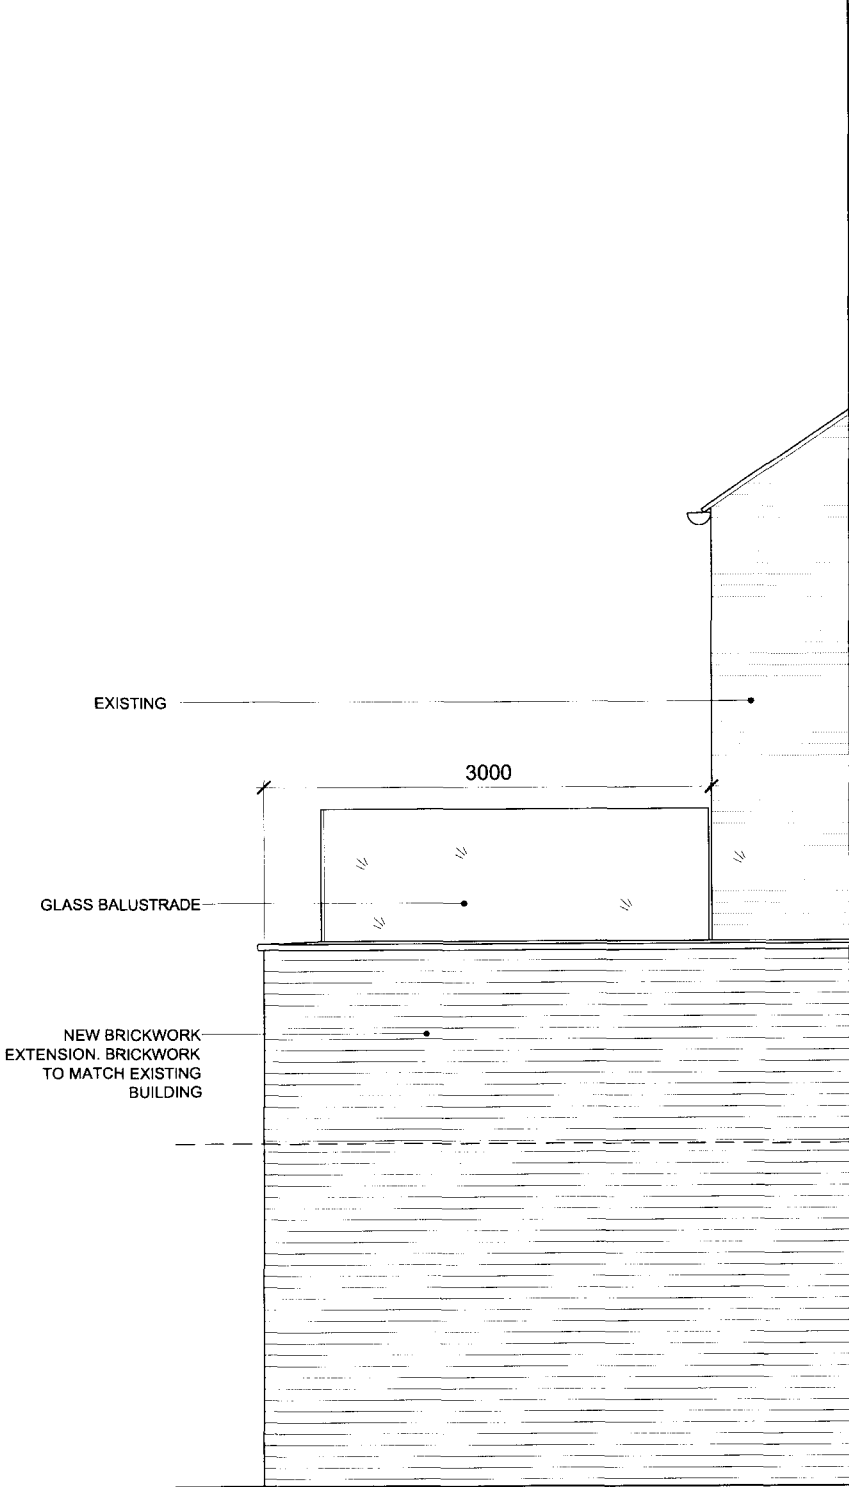 EXISTING
3000
GLASS BALUSTRADE
NEW BRICKWORK
EXTENSION. BRICKWORK
TO MATCH EXISTING
BUILDING